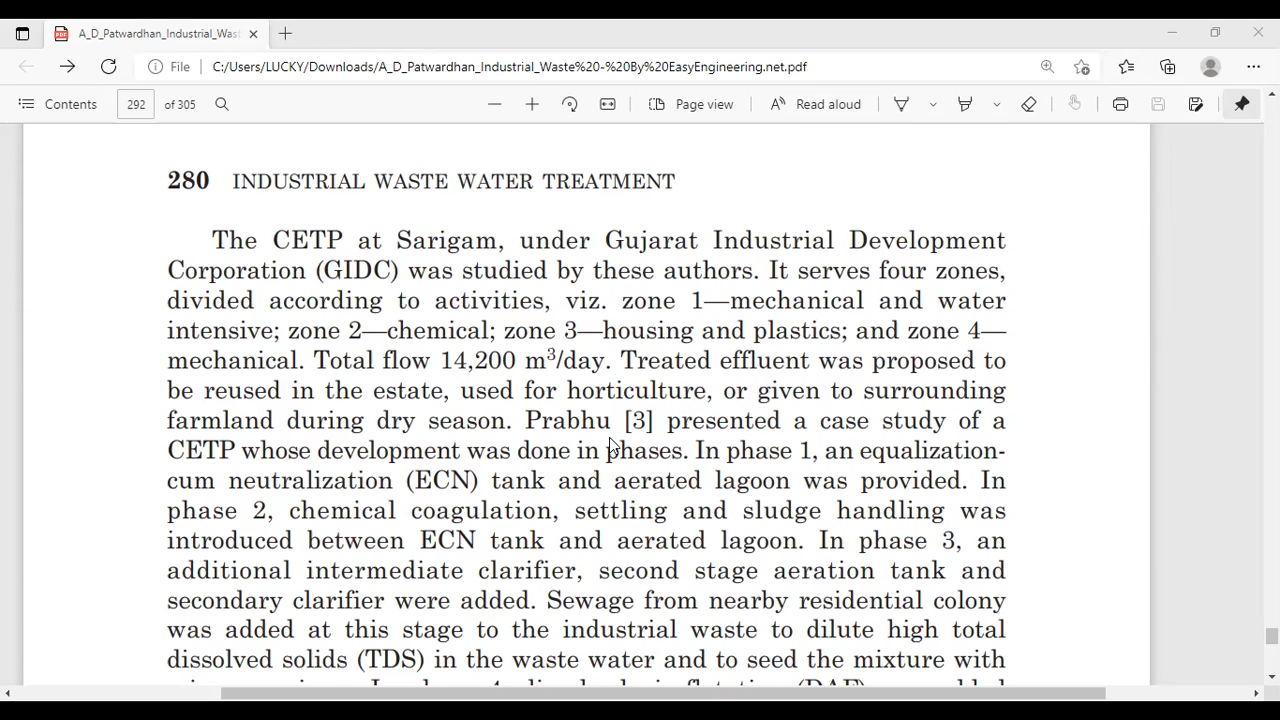 A_D_Patwardhan_Industrial_Wast
File C:/Users/LUCKY/Downloads/A_D_Patwardhan_Industrial_Waste%20-%20By%20EasyEngineering.net.pdf
Contents 292 of 305 Page view Read aloud
280 INDUSTRIAL WASTE WATER TREATMENT
The CETP at Sarigam, under Gujarat Industrial Development
Corporation (GIDC) was studied by these authors. It serves four zones,
divided according to activities, viz. zone 1—mechanical and water
intensive; zone 2—chemical; zone 3—housing and plastics; and zone 4—
mechanical. Total flow 14,200 m³/day. Treated effluent was proposed to
be reused in the estate, used for horticulture, or given to surrounding
farmland during dry season. Prabhu [3] presented a case study of a
CETP whose development was done in phases. In phase 1, an equalization-
cum neutralization (ECN) tank and aerated lagoon was provided. In
phase 2, chemical coagulation, settling and sludge handling was
introduced between ECN tank and aerated lagoon. In phase 3, an
additional intermediate clarifier, second stage aeration tank and
secondary clarifier were added. Sewage from nearby residential colony
was added at this stage to the industrial waste to dilute high total
dissolved solids (TDS) in the waste water and to seed the mixture with